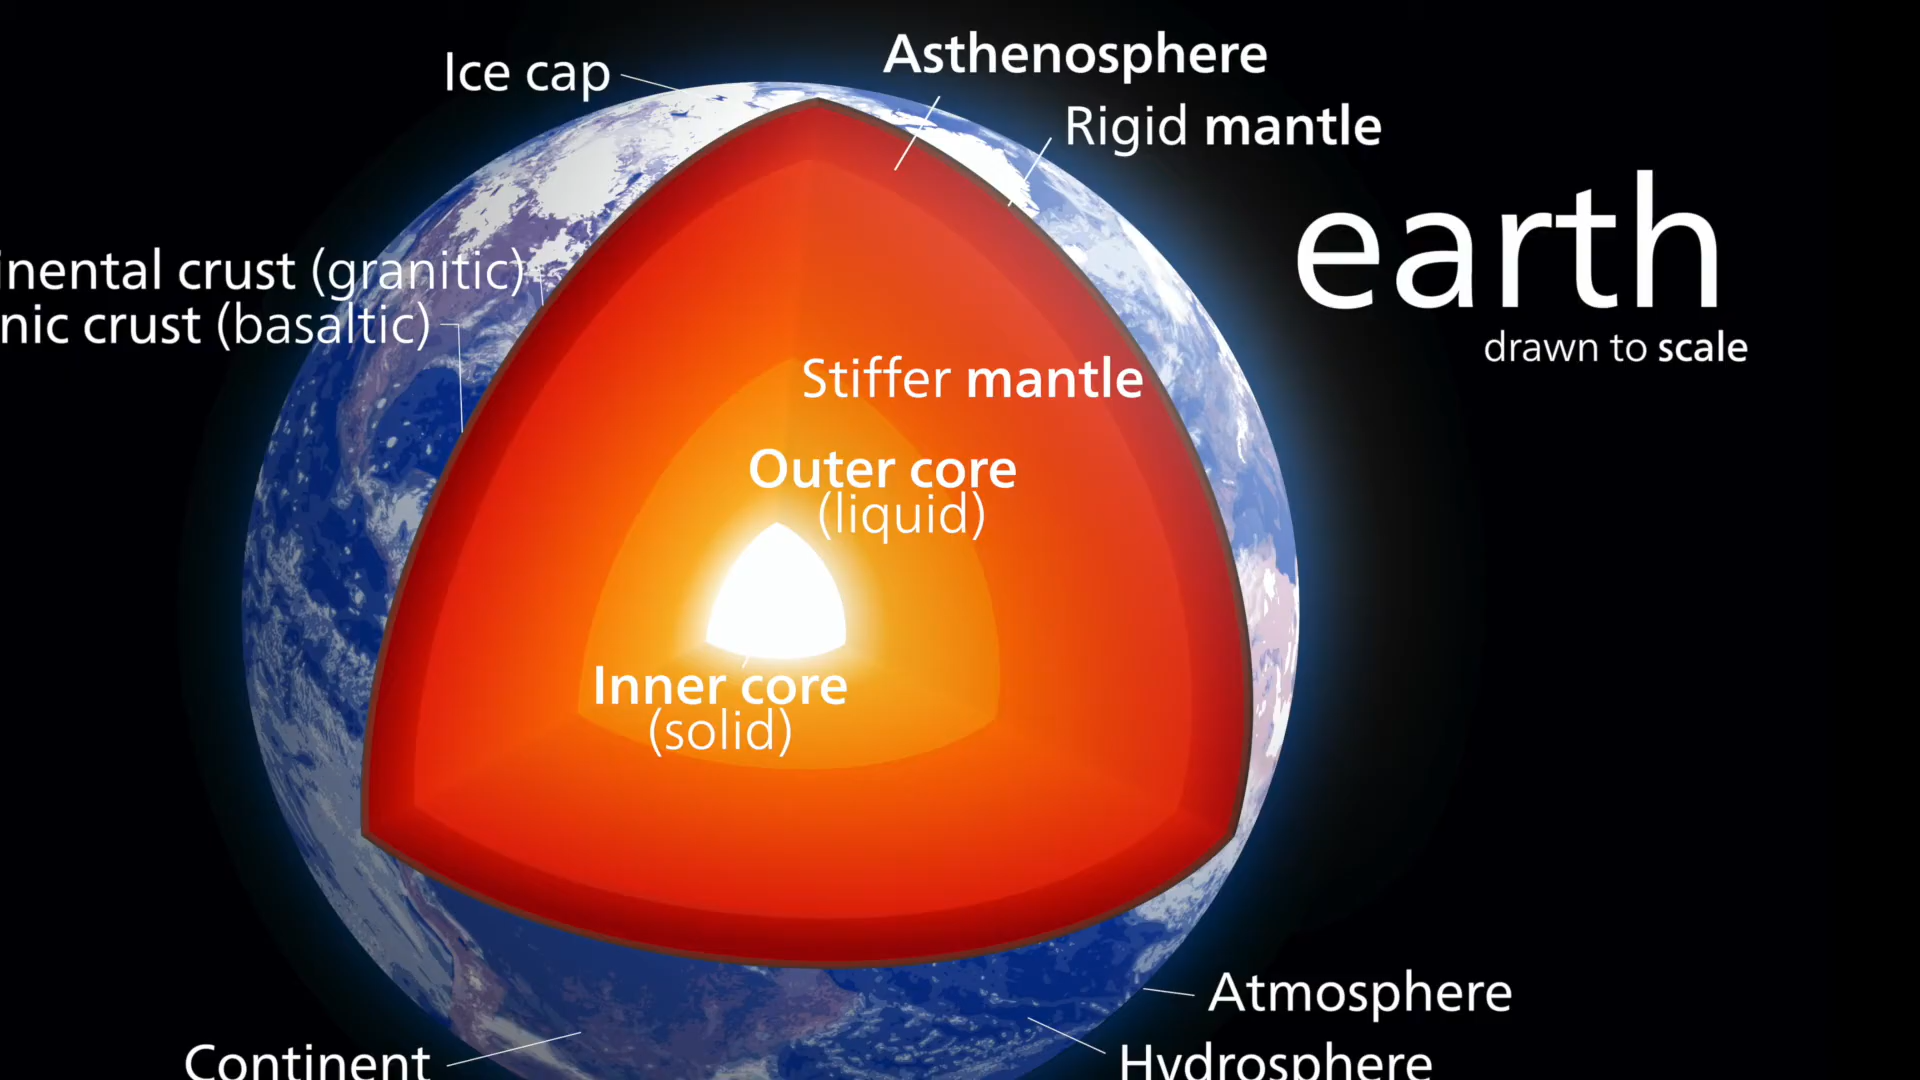 Ice cap
Asthenosphere
Rigid mantle
earth
drawn to scale
inental crust (granitic)
nic crust (basaltic)
Stiffer mantle
Outer core
(liquid)
Inner core
(solid)
Atmosphere
Continent
Hydrosphere